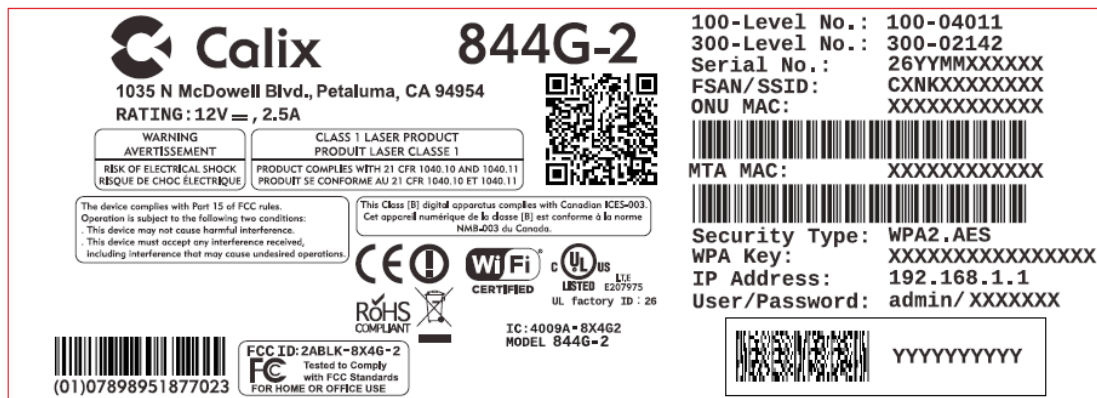 Calix
844G-2
1035 N McDowell Blvd., Petaluma, CA 94954
RATING:12V ⎓, 2.5A
WARNING
AVERTISSEMENT
RISK OF ELECTRICAL SHOCK
RISQUE DE CHOC ÉLECTRIQUE
CLASS 1 LASER PRODUCT
PRODUIT LASER CLASSE 1
PRODUCT COMPLIES WITH 21 CFR 1040.10 AND 1040.11
PRODUIT SE CONFORME AU 21 CFR 1040.10 ET 1040.11
The device complies with Part 15 of FCC rules.
Operation is subject to the following two conditions:
. This device may not cause harmful interference.
. This device must accept any interference received,
including interference that may cause undesired operations.
This Class [B] digital apparatus complies with Canadian ICES-003.
Cet appareil numérique de la classe [B] est conforme à la norme
NMB-003 du Canada.
CE
Wi Fi®
CERTIFIED
c UL US
LISTED
I.T.E
E207975
UL factory ID : 26
RoHS
COMPLIANT
IC:4009A-8X4G2
MODEL 844G-2
(01)07898951877023
FCC ID:2ABLK-8X4G-2
FC Tested to Comply
with FCC Standards
FOR HOME OR OFFICE USE
100-Level No.: 100-04011
300-Level No.: 300-02142
Serial No.: 26YYMMXXXXXX
FSAN/SSID: CXNKXXXXXXXX
ONU MAC: XXXXXXXXXXXX
MTA MAC: XXXXXXXXXXXX
Security Type: WPA2.AES
WPA Key: XXXXXXXXXXXXXXXX
IP Address: 192.168.1.1
User/Password: admin/ XXXXXXX
YYYYYYYYYY